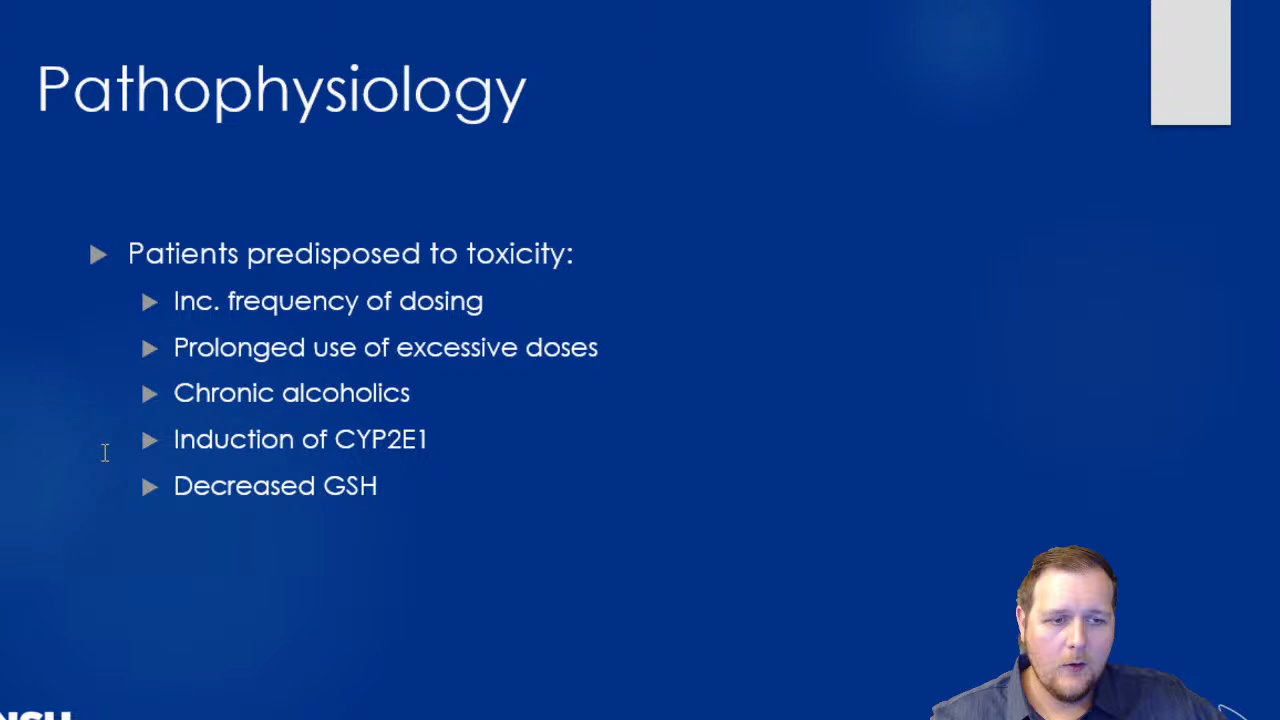 Pathophysiology
Patients predisposed to toxicity:
Inc. frequency of dosing
Prolonged use of excessive doses
Chronic alcoholics
Induction of CYP2E1
Decreased GSH